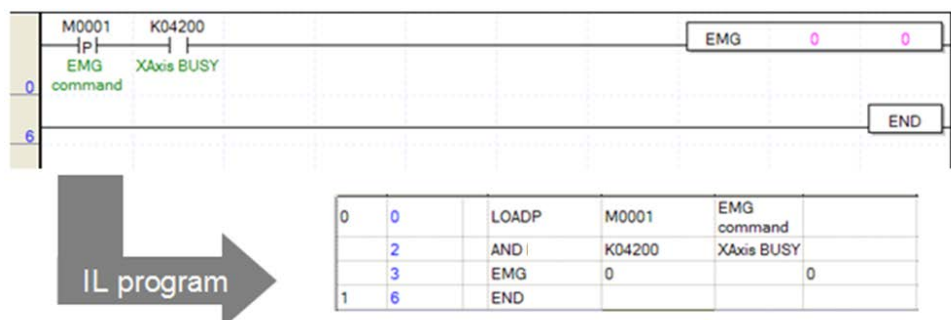 M0001 K04200
P
EMG 0 0
EMG XAxis BUSY
command
0
END
6
IL program
0 0 LOADP M0001 EMG command
2 AND K04200 XAxis BUSY
3 EMG 0 0
1 6 END